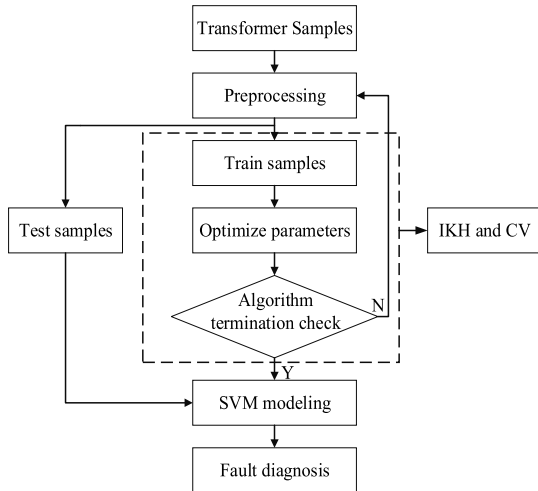 Transformer Samples
Preprocessing
Train samples
Test samples
Optimize parameters
IKH and CV
Algorithm
termination check
N
Y
SVM modeling
Fault diagnosis